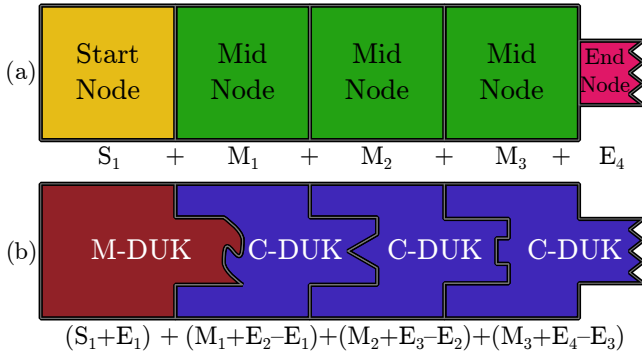 (a) Start Node Mid Node Mid Node Mid Node End Node
S₁ + M₁ + M₂ + M₃ + E₄
(b) M-DUK C-DUK C-DUK C-DUK
(S₁+E₁) + (M₁+E₂−E₁)+(M₂+E₃−E₂)+(M₃+E₄−E₃)